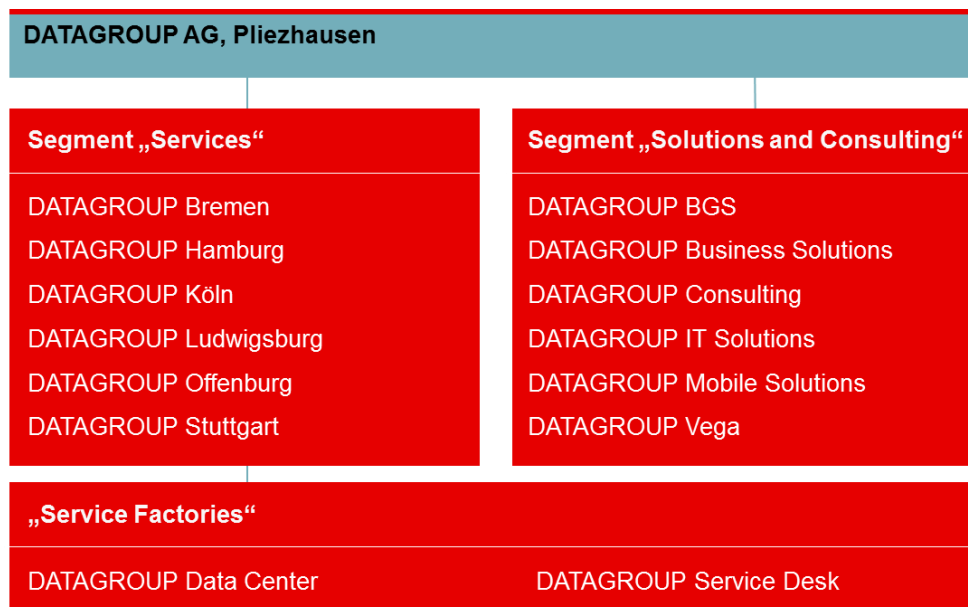 DATAGROUP AG, Pliezhausen
Segment „Services“
DATAGROUP Bremen
DATAGROUP Hamburg
DATAGROUP Köln
DATAGROUP Ludwigsburg
DATAGROUP Offenburg
DATAGROUP Stuttgart
Segment „Solutions and Consulting“
DATAGROUP BGS
DATAGROUP Business Solutions
DATAGROUP Consulting
DATAGROUP IT Solutions
DATAGROUP Mobile Solutions
DATAGROUP Vega
„Service Factories“
DATAGROUP Data Center
DATAGROUP Service Desk